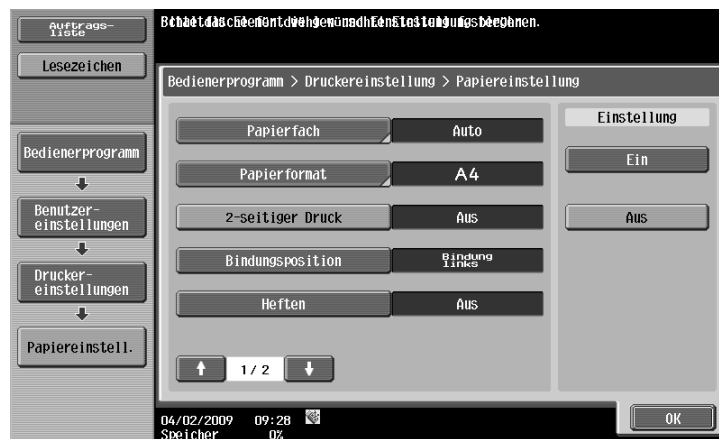 Auftrags-
liste
Lesezeichen
Bedienerprogramm > Druckereinstellung > Papiereinstellung
Bedienerprogramm
Benutzer-
einstellungen
Drucker-
einstellungen
Papiereinstell.
Papierfach Auto
Papierformat A4
2-seitiger Druck Aus
Bindungsposition Bindung
links
Heften Aus
1/ 2
Einstellung
Ein
Aus
04/02/2009 09:28
Speicher 0%
OK